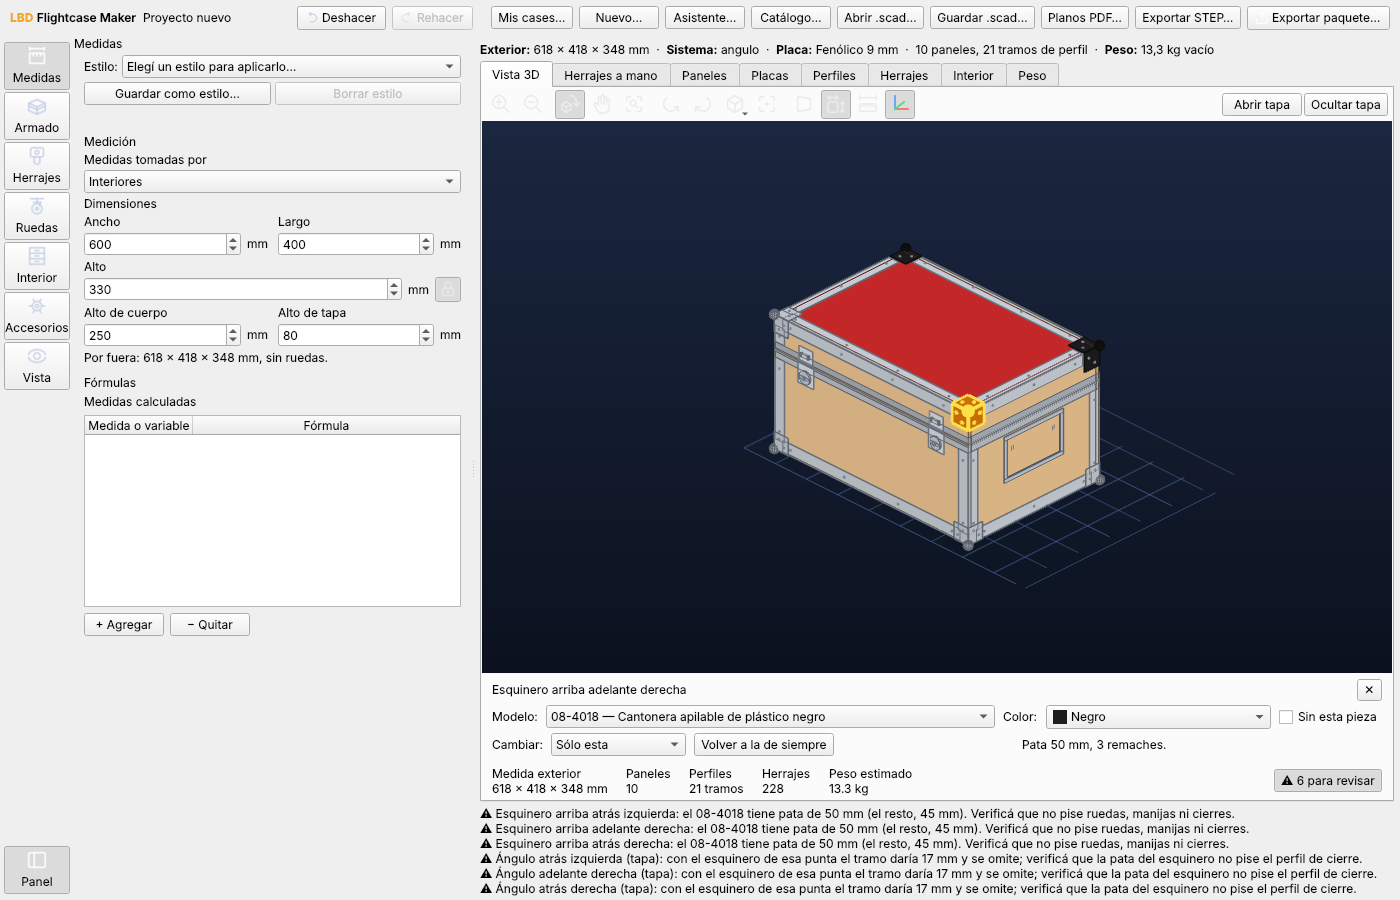 LBD Flightcase Maker Proyecto nuevo
Deshacer
Rehacer
Mis cases...
Nuevo...
Asistente...
Catálogo...
Abrir .scad...
Guardar .scad...
Planos PDF...
Exportar STEP...
Exportar paquete...
Medidas
Armado
Herrajes
Ruedas
Interior
Accesorios
Vista
Panel
Medidas
Estilo: Elegí un estilo para aplicarlo...
Guardar como estilo...
Borrar estilo
Medición
Medidas tomadas por
Interiores
Dimensiones
Ancho Largo
600 mm 400 mm
Alto
330 mm
Alto de cuerpo Alto de tapa
250 mm 80 mm
Por fuera: 618 × 418 × 348 mm, sin ruedas.
Fórmulas
Medidas calculadas
Medida o variable Fórmula
+ Agregar − Quitar
Exterior: 618 × 418 × 348 mm · Sistema: angulo · Placa: Fenólico 9 mm · 10 paneles, 21 tramos de perfil · Peso: 13,3 kg vacío
Vista 3D Herrajes a mano Paneles Placas Perfiles Herrajes Interior Peso
Abrir tapa Ocultar tapa
Esquinero arriba adelante derecha ✕
Modelo: 08-4018 — Cantonera apilable de plástico negro Color: Negro Sin esta pieza
Cambiar: Sólo esta Volver a la de siempre Pata 50 mm, 3 remaches.
Medida exterior Paneles Perfiles Herrajes Peso estimado
618 × 418 × 348 mm 10 21 tramos 228 13.3 kg
⚠ 6 para revisar
⚠ Esquinero arriba atrás izquierda: el 08-4018 tiene pata de 50 mm (el resto, 45 mm). Verificá que no pise ruedas, manijas ni cierres.
⚠ Esquinero arriba adelante derecha: el 08-4018 tiene pata de 50 mm (el resto, 45 mm). Verificá que no pise ruedas, manijas ni cierres.
⚠ Esquinero arriba atrás derecha: el 08-4018 tiene pata de 50 mm (el resto, 45 mm). Verificá que no pise ruedas, manijas ni cierres.
⚠ Ángulo atrás izquierda (tapa): con el esquinero de esa punta el tramo daría 17 mm y se omite; verificá que la pata del esquinero no pise el perfil de cierre.
⚠ Ángulo adelante derecha (tapa): con el esquinero de esa punta el tramo daría 17 mm y se omite; verificá que la pata del esquinero no pise el perfil de cierre.
⚠ Ángulo atrás derecha (tapa): con el esquinero de esa punta el tramo daría 17 mm y se omite; verificá que la pata del esquinero no pise el perfil de cierre.